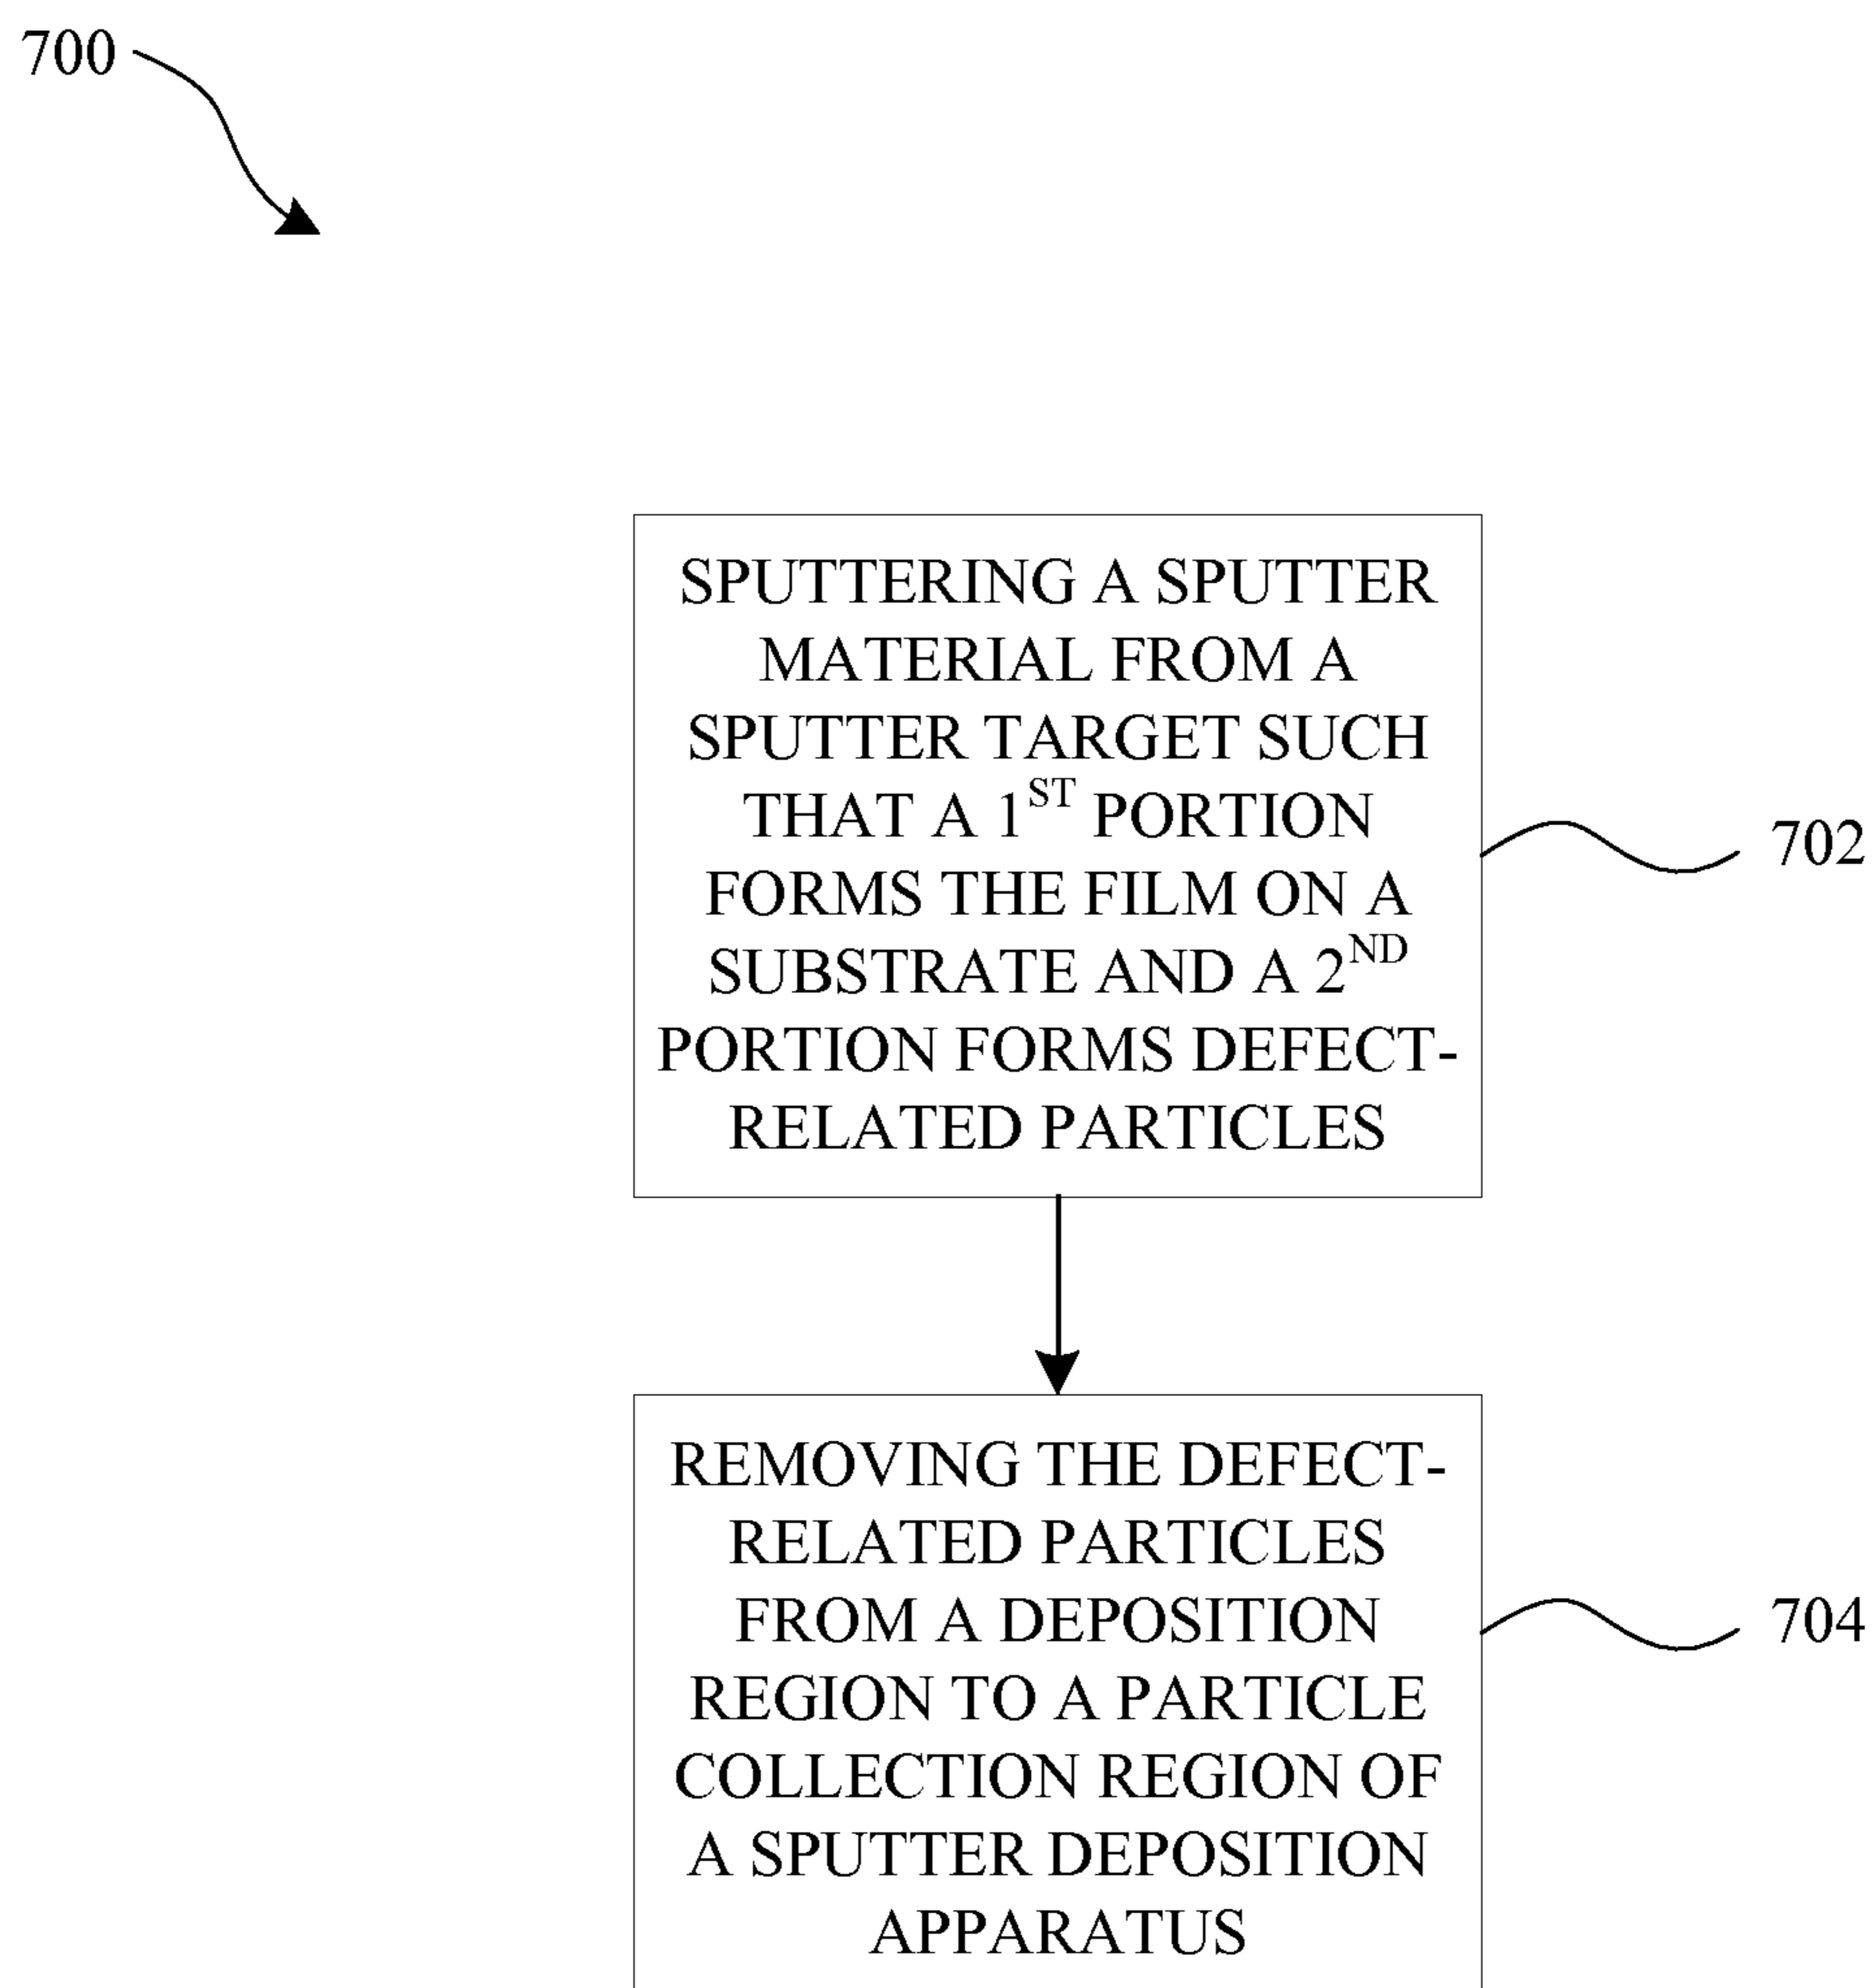 700
SPUTTERING A SPUTTER
MATERIAL FROM A
SPUTTER TARGET SUCH
THAT A 1ST PORTION
FORMS THE FILM ON A
SUBSTRATE AND A 2ND
PORTION FORMS DEFECT-
RELATED PARTICLES
702
REMOVING THE DEFECT-
RELATED PARTICLES
FROM A DEPOSITION
REGION TO A PARTICLE
COLLECTION REGION OF
A SPUTTER DEPOSITION
APPARATUS
704